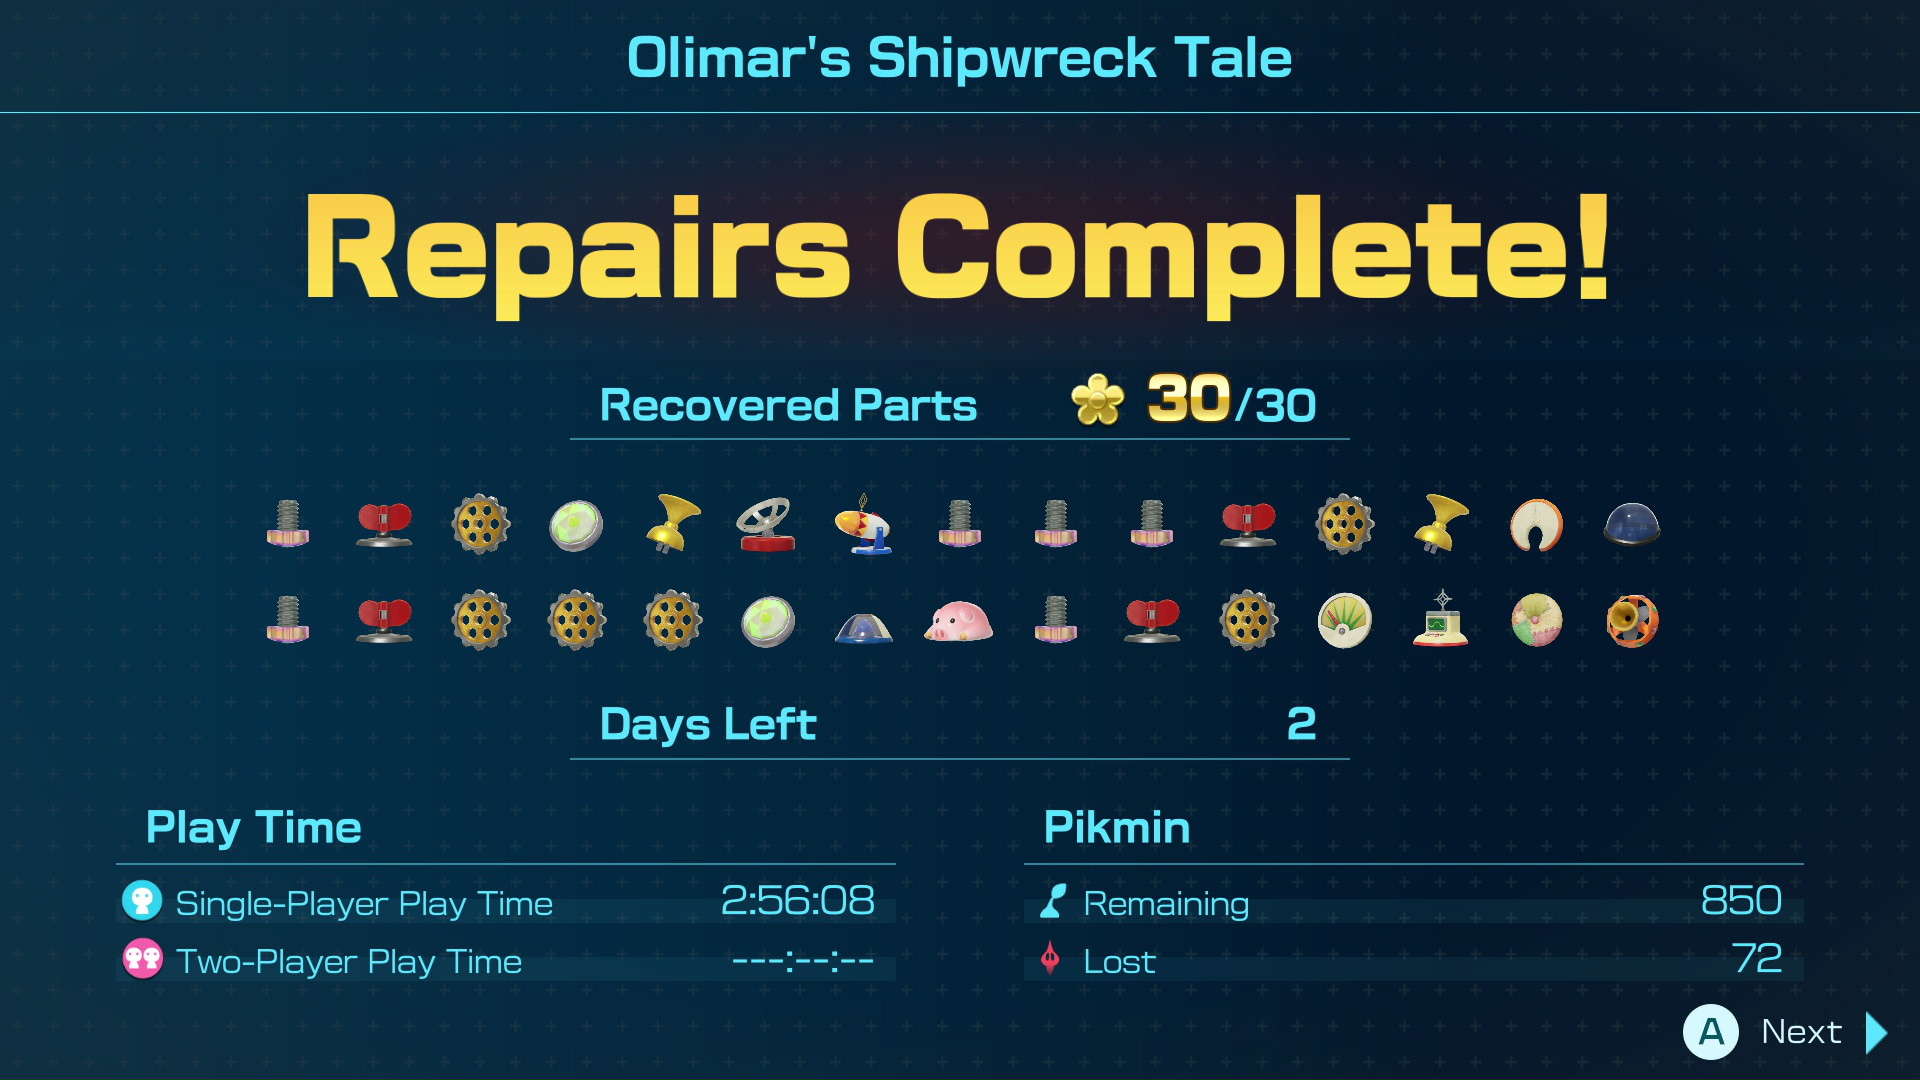 Olimar's Shipwreck Tale
Repairs Complete!
Recovered Parts 30/30
Days Left 2
Play Time
Single-Player Play Time 2:56:08
Two-Player Play Time ---:--:--
Pikmin
Remaining 850
Lost 72
A Next